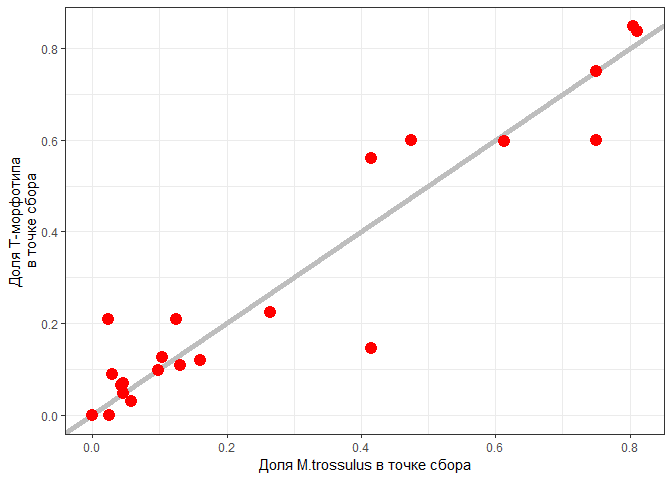 0.8
0.6
0.4
0.2
0.0
Доля Т-морфотипа
в точке сбора
0.0 0.2 0.4 0.6 0.8
Доля M.trossulus в точке сбора